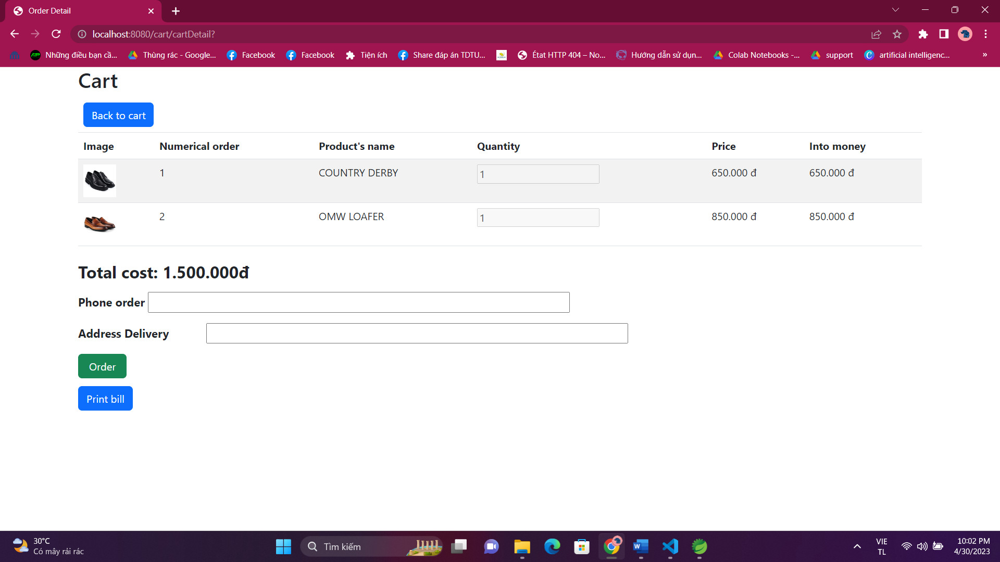 Order Detail
localhost:8080/cart/cartDetail?
Những điều bạn cầ... Thùng rác - Google... Facebook Facebook Tiện ích Share đáp án TDTU... État HTTP 404 – No... Hướng dẫn sử dụn... Colab Notebooks -... support artificial intelligenc... »
Cart
Back to cart
Image Numerical order Product's name Quantity Price Into money
1 COUNTRY DERBY 1 650.000 đ 650.000 đ
2 OMW LOAFER 1 850.000 đ 850.000 đ
Total cost: 1.500.000đ
Phone order
Address Delivery
Order
Print bill
30°C
Có mây rải rác
Tìm kiếm
VIE
TL
10:02 PM
4/30/2023